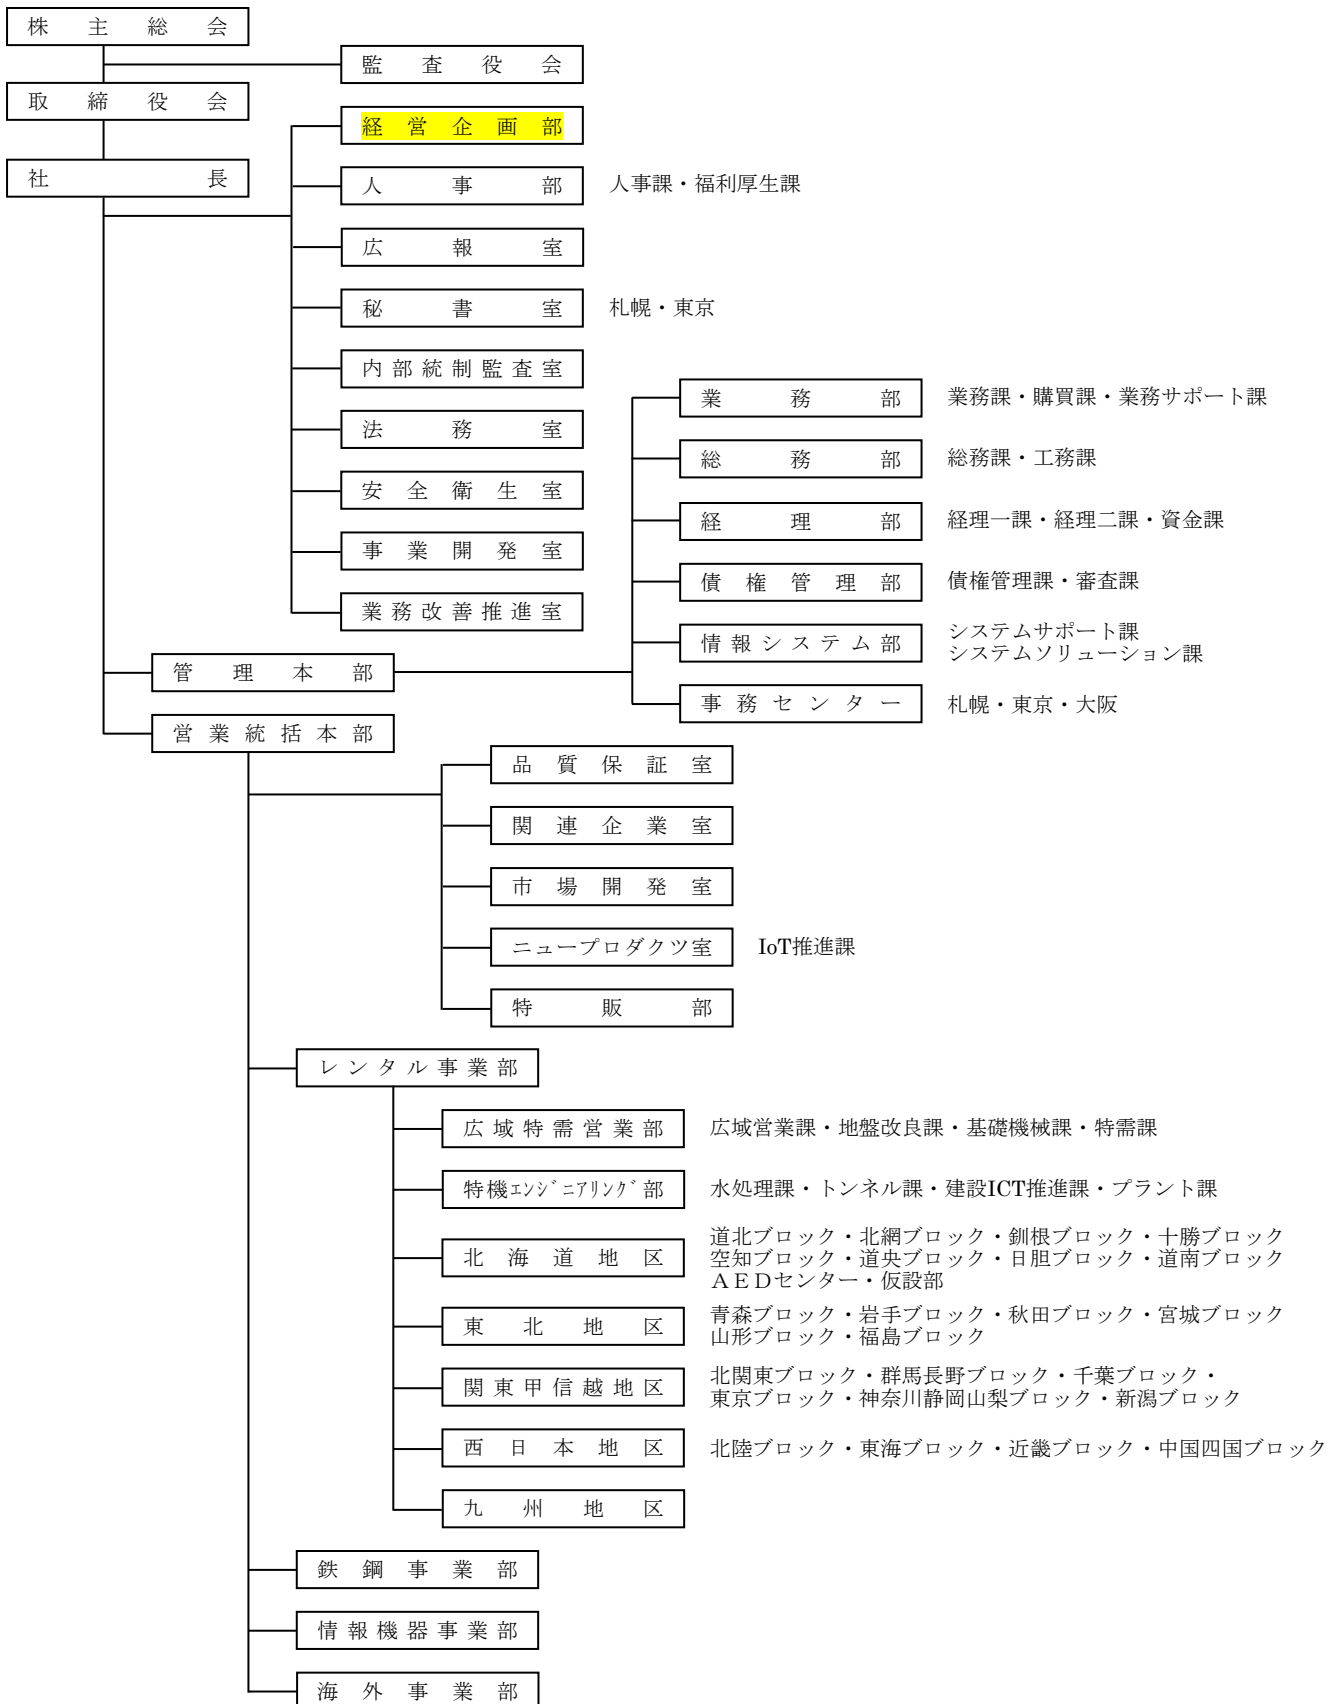 株主総会
監査役会
取締役会
経営企画部
社長
人事部 人事課・福利厚生課
広報室
秘書室 札幌・東京
内部統制監査室
業務部 業務課・購買課・業務サポート課
法務室
総務部 総務課・工務課
安全衛生室
経理部 経理一課・経理二課・資金課
事業開発室
債権管理部 債権管理課・審査課
業務改善推進室
情報システム部 システムサポート課
システムソリューション課
管理本部
事務センター 札幌・東京・大阪
営業統括本部
品質保証室
関連企業室
市場開発室
ニュープロダクツ室 IoT推進課
特販部
レンタル事業部
広域特需営業部 広域営業課・地盤改良課・基礎機械課・特需課
特機ｴﾝｼﾞﾆｱﾘﾝｸﾞ部 水処理課・トンネル課・建設ICT推進課・プラント課
北海道地区 道北ブロック・北網ブロック・釧根ブロック・十勝ブロック
空知ブロック・道央ブロック・日胆ブロック・道南ブロック
ＡＥＤセンター・仮設部
東北地区 青森ブロック・岩手ブロック・秋田ブロック・宮城ブロック
山形ブロック・福島ブロック
関東甲信越地区 北関東ブロック・群馬長野ブロック・千葉ブロック・
東京ブロック・神奈川静岡山梨ブロック・新潟ブロック
西日本地区 北陸ブロック・東海ブロック・近畿ブロック・中国四国ブロック
九州地区
鉄鋼事業部
情報機器事業部
海外事業部